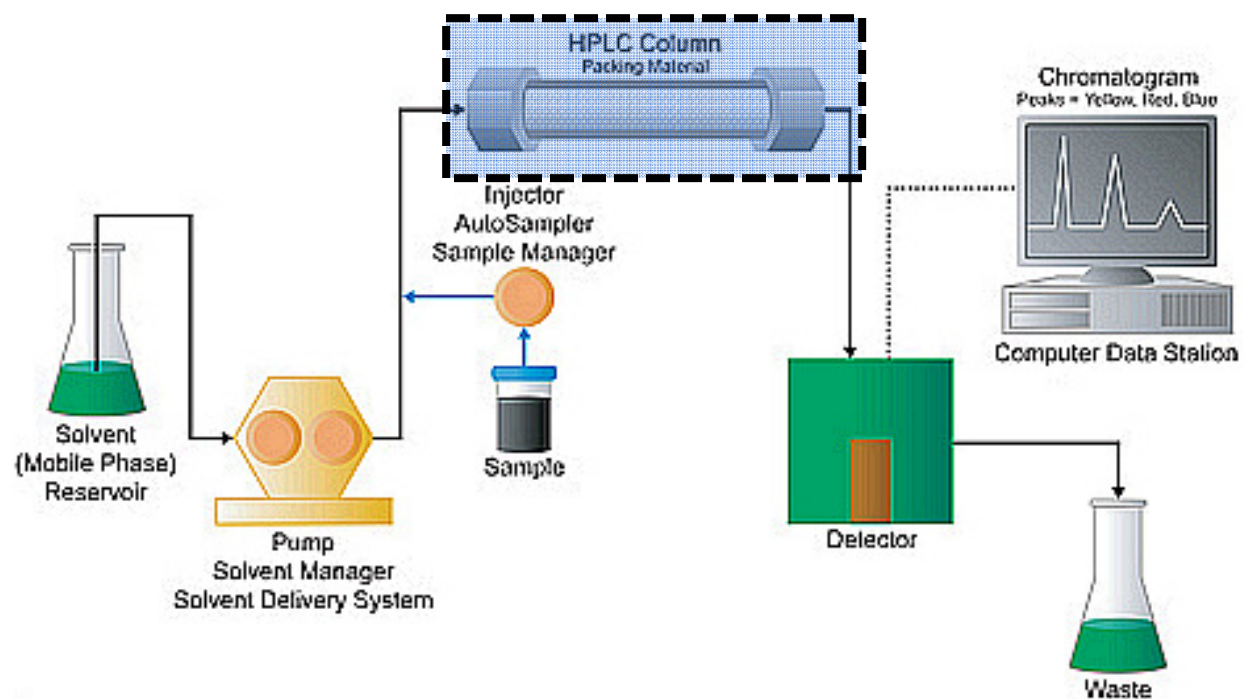 HPLC Column
Packing Material
Chromatogram
Peaks = Yellow, Red, Blue
Injector
AutoSampler
Sample Manager
Computer Data Station
Solvent
(Mobile Phase)
Reservoir
Sample
Pump
Solvent Manager
Solvent Delivery System
Detector
Waste